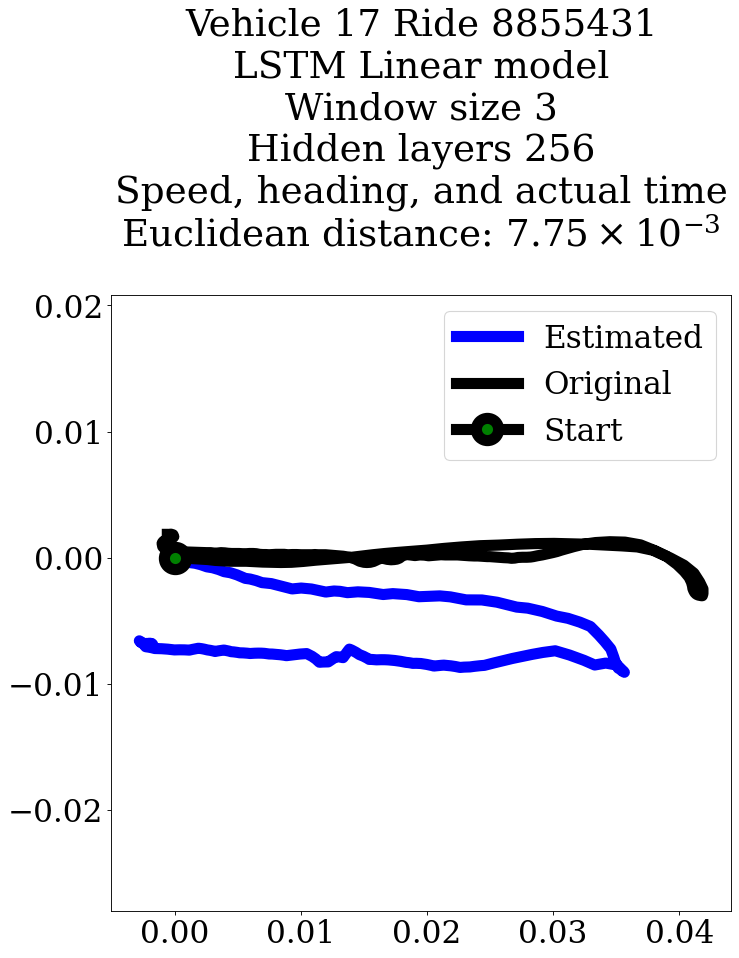 Vehicle 17 Ride 8855431
LSTM Linear model
Window size 3
Hidden layers 256
Speed, heading, and actual time
Euclidean distance: 7.75 × 10⁻³
Estimated
Original
Start
0.02
0.01
0.00
−0.01
−0.02
0.00 0.01 0.02 0.03 0.04